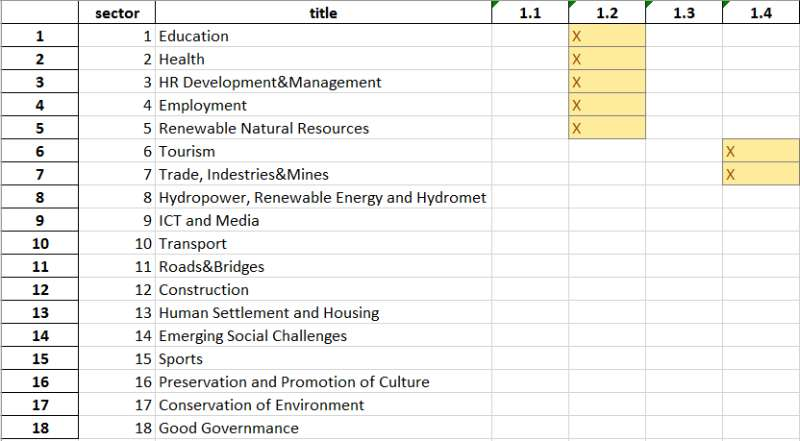 sector title 1.1 1.2 1.3 1.4
1 1 Education X
2 2 Health X
3 3 HR Development&Management X
4 4 Employment X
5 5 Renewable Natural Resources X
6 6 Tourism X
7 7 Trade, Indestries&Mines X
8 8 Hydropower, Renewable Energy and Hydromet
9 9 ICT and Media
10 10 Transport
11 11 Roads&Bridges
12 12 Construction
13 13 Human Settlement and Housing
14 14 Emerging Social Challenges
15 15 Sports
16 16 Preservation and Promotion of Culture
17 17 Conservation of Environment
18 18 Good Governmance